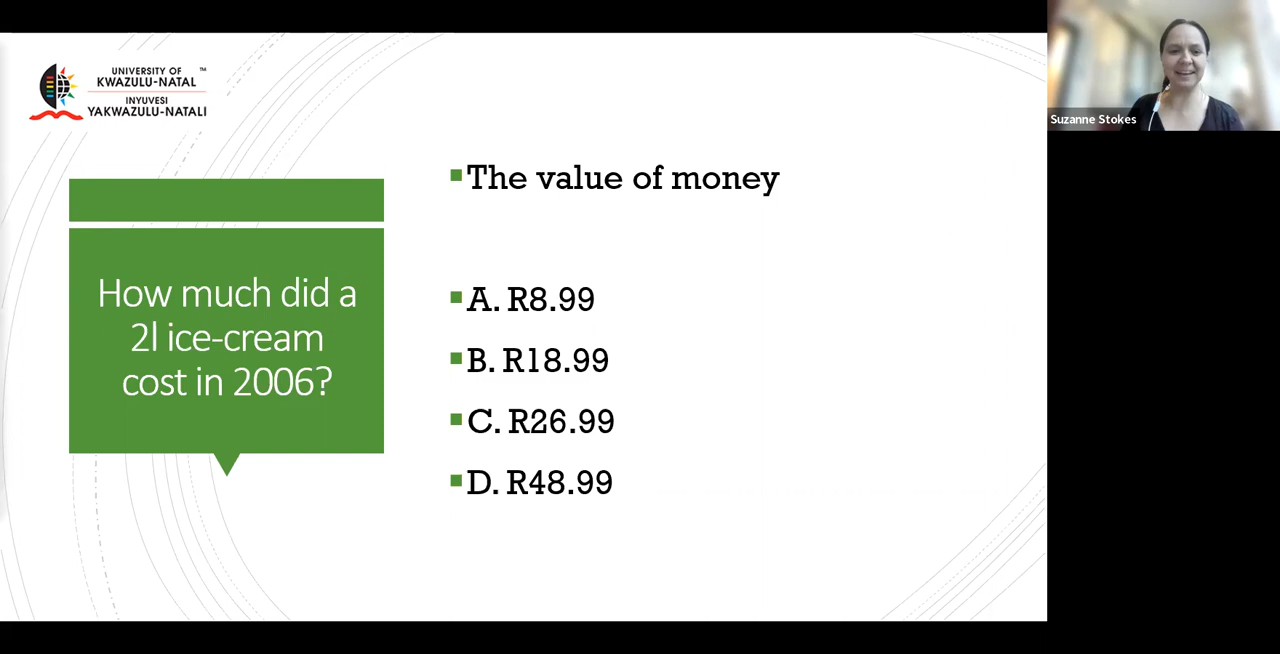 UNIVERSITY OF ™
KWAZULU-NATAL
INYUVESI
YAKWAZULU-NATALI
Suzanne Stokes
How much did a
2l ice-cream
cost in 2006?
The value of money
A. R8.99
B. R18.99
C. R26.99
D. R48.99